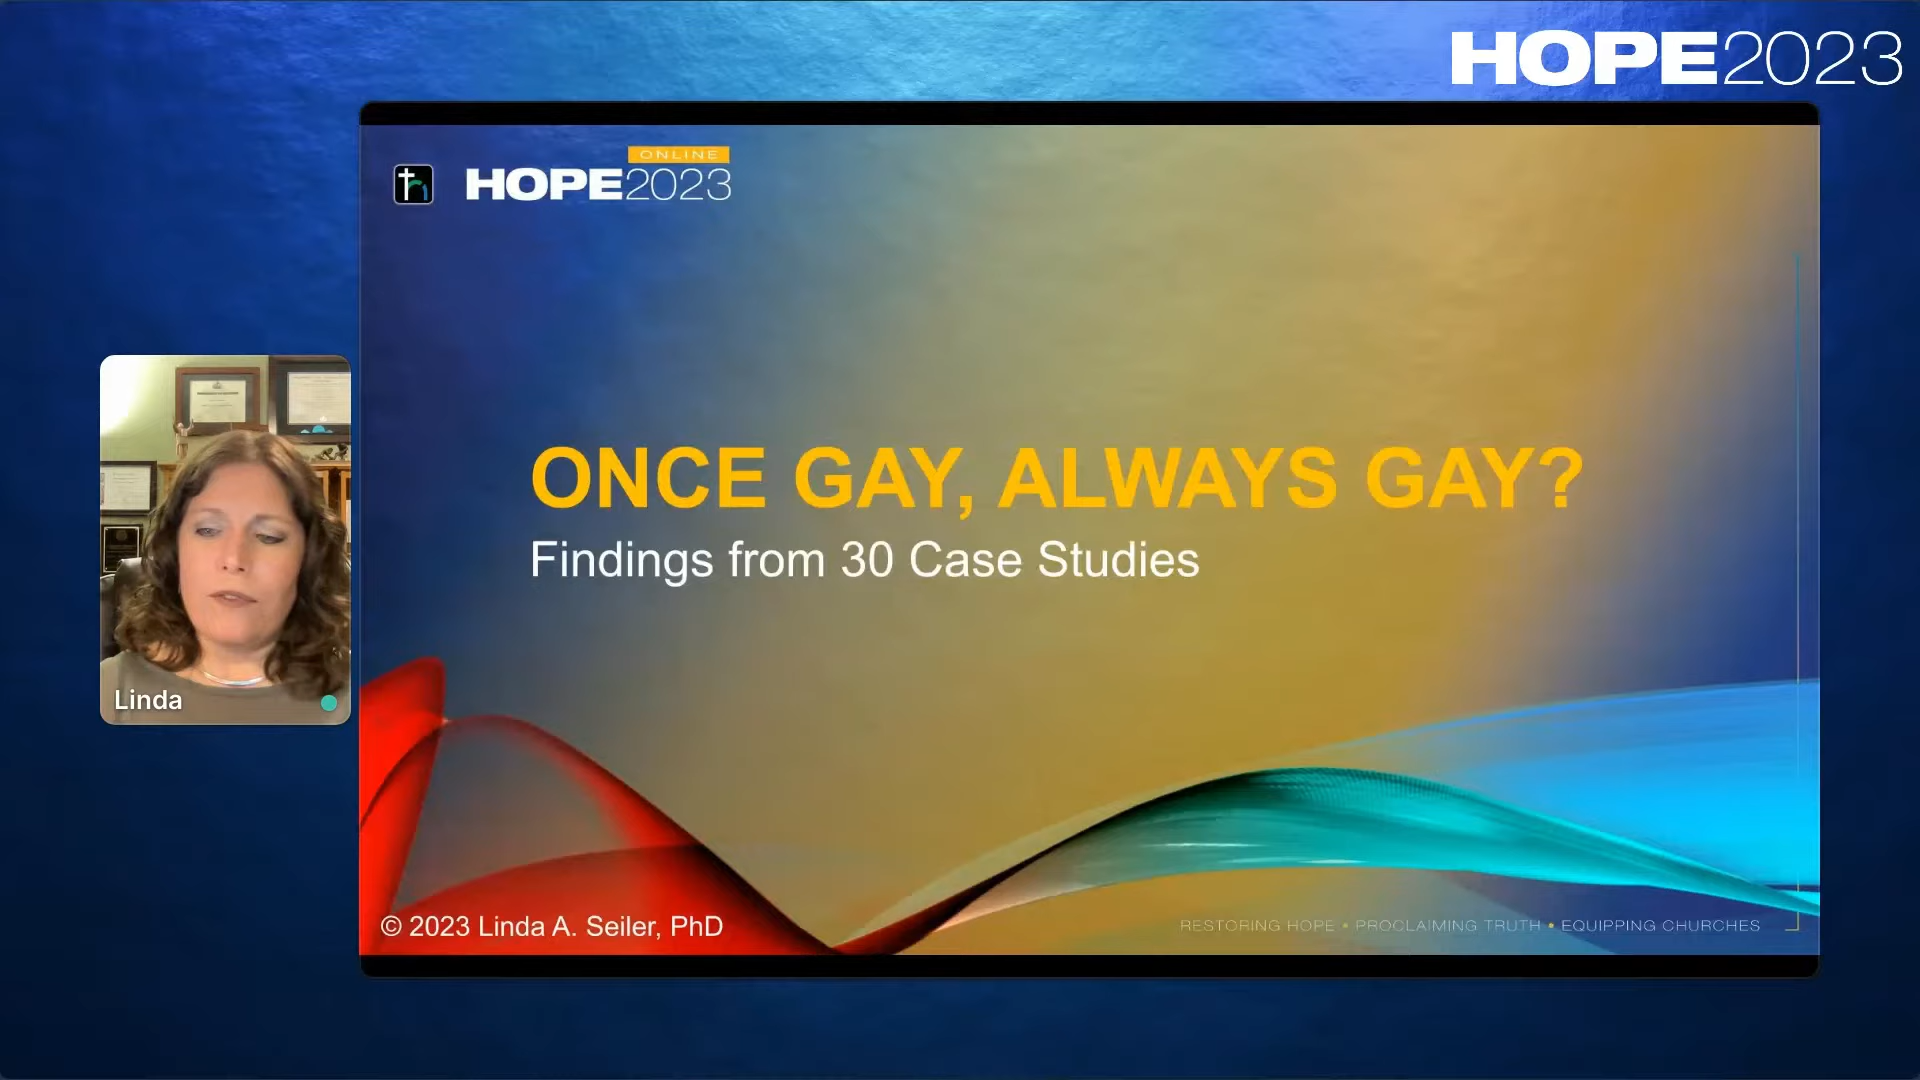 HOPE2023
ONLINE
HOPE2023
ONCE GAY, ALWAYS GAY?
Findings from 30 Case Studies
Linda
© 2023 Linda A. Seiler, PhD
RESTORING HOPE • PROCLAIMING TRUTH • EQUIPPING CHURCHES